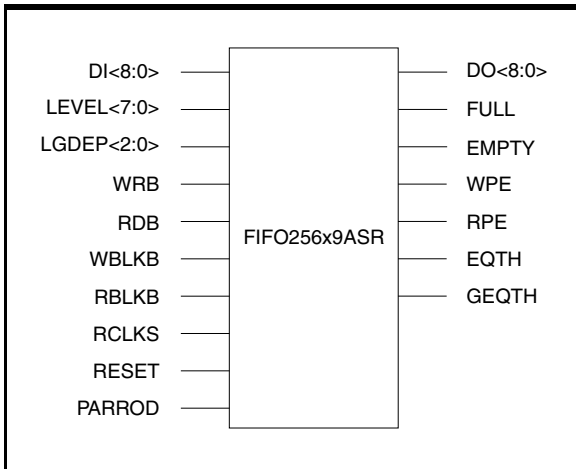 DI<8:0>
LEVEL<7:0>
LGDEP<2:0>
WRB
RDB
WBLKB
RBLKB
RCLKS
RESET
PARROD
FIFO256x9ASR
DO<8:0>
FULL
EMPTY
WPE
RPE
EQTH
GEQTH